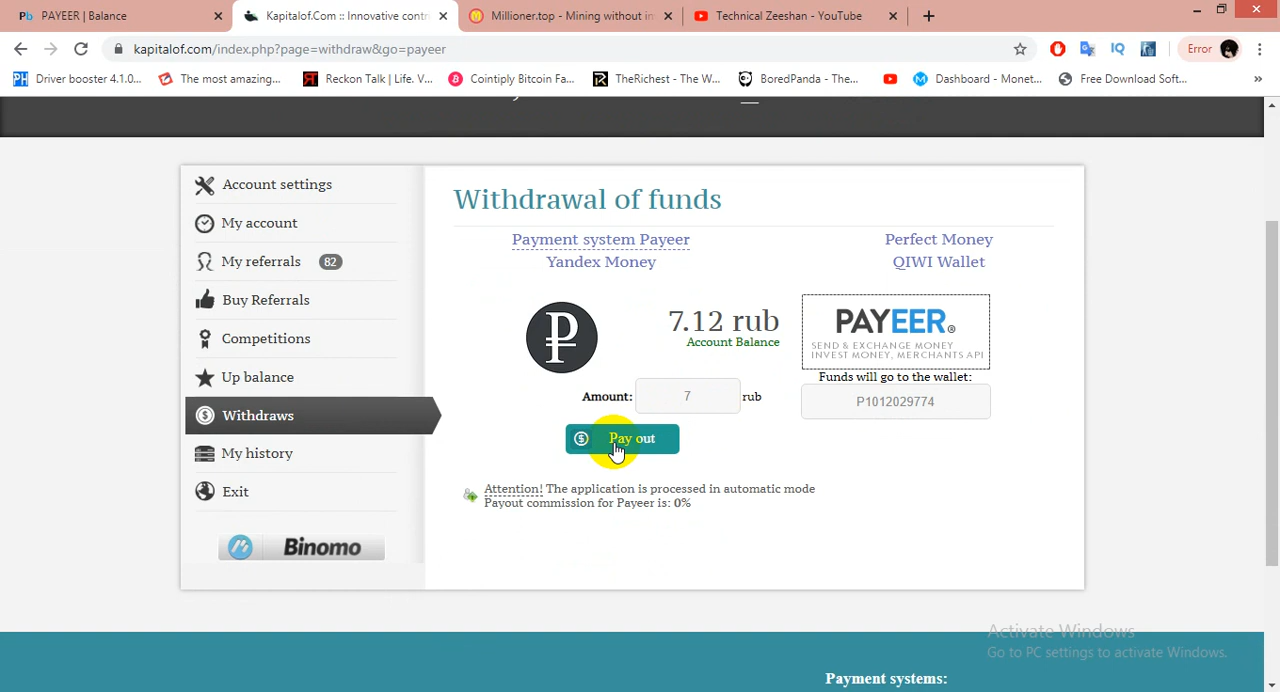 PAYEER | Balance
Kapitalof.Com :: Innovative contri
Millioner.top - Mining without in
Technical Zeeshan - YouTube
kapitalof.com/index.php?page=withdraw&go=payeer
Error
Driver booster 4.1.0...
The most amazing...
Reckon Talk | Life. V...
Cointiply Bitcoin Fa...
TheRichest - The W...
BoredPanda - The...
Dashboard - Monet...
Free Download Soft...
»
Account settings
My account
My referrals 82
Buy Referrals
Competitions
Up balance
Withdraws
My history
Exit
Binomo
Withdrawal of funds
Payment system Payeer
Perfect Money
Yandex Money
QIWI Wallet
7.12 rub
Account Balance
PAYEER®
SEND & EXCHANGE MONEY
INVEST MONEY, MERCHANTS API
Funds will go to the wallet:
P1012029774
Amount: 7 rub
Pay out
Attention! The application is processed in automatic mode
Payout commission for Payeer is: 0%
Activate Windows
Go to PC settings to activate Windows.
Payment systems: